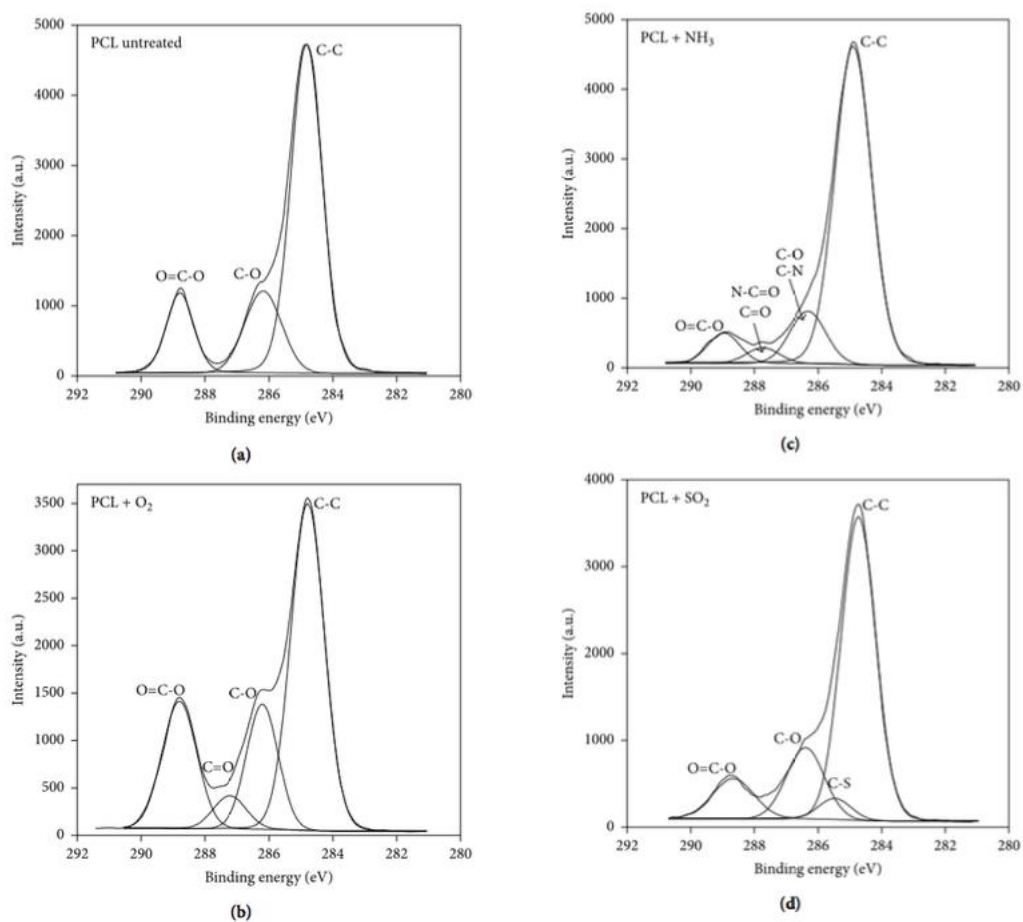 PCL untreated
C-C
O=C-O
C-O
Intensity (a.u.)
5000
4000
3000
2000
1000
0
292 290 288 286 284 282 280
Binding energy (eV)
(a)
PCL + NH3
C-C
C-O
C-N
N-C=O
C=O
O=C-O
Intensity (a.u.)
5000
4000
3000
2000
1000
0
292 290 288 286 284 282 280
Binding energy (eV)
(c)
PCL + O2
C-C
O=C-O
C-O
C=O
Intensity (a.u.)
3500
3000
2500
2000
1500
1000
500
0
292 290 288 286 284 282 280
Binding energy (eV)
(b)
PCL + SO2
C-C
C-O
O=C-O
C-S
Intensity (a.u.)
4000
3000
2000
1000
0
292 290 288 286 284 282 280
Binding energy (eV)
(d)